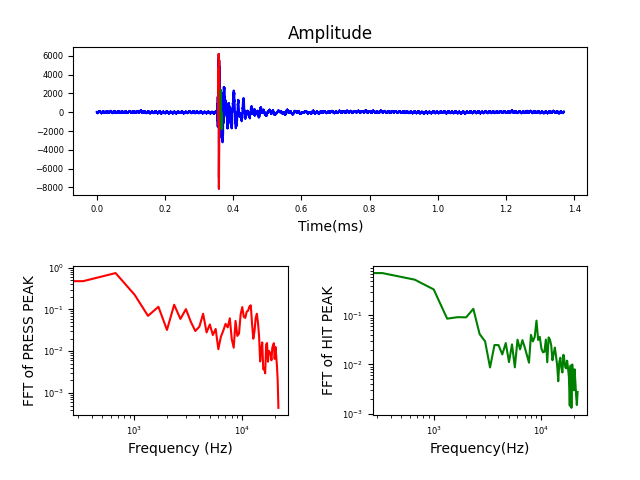 Amplitude
6000
4000
2000
0
−2000
−4000
−6000
−8000
0.0 0.2 0.4 0.6 0.8 1.0 1.2 1.4
Time(ms)
FFT of PRESS PEAK
10⁰
10⁻¹
10⁻²
10⁻³
10³ 10⁴
Frequency (Hz)
FFT of HIT PEAK
10⁻¹
10⁻²
10⁻³
10³ 10⁴
Frequency(Hz)